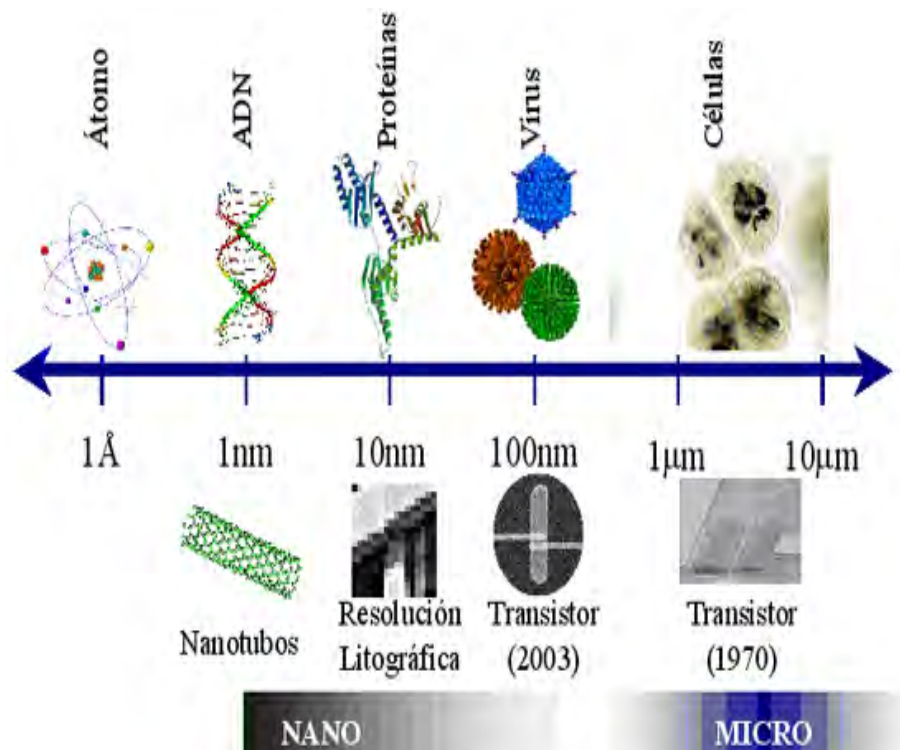 Átomo
ADN
Proteínas
Virus
Células
1Å
1nm
10nm
100nm
1µm
10µm
Nanotubos
Resolución
Litográfica
Transistor
(2003)
Transistor
(1970)
NANO
MICRO